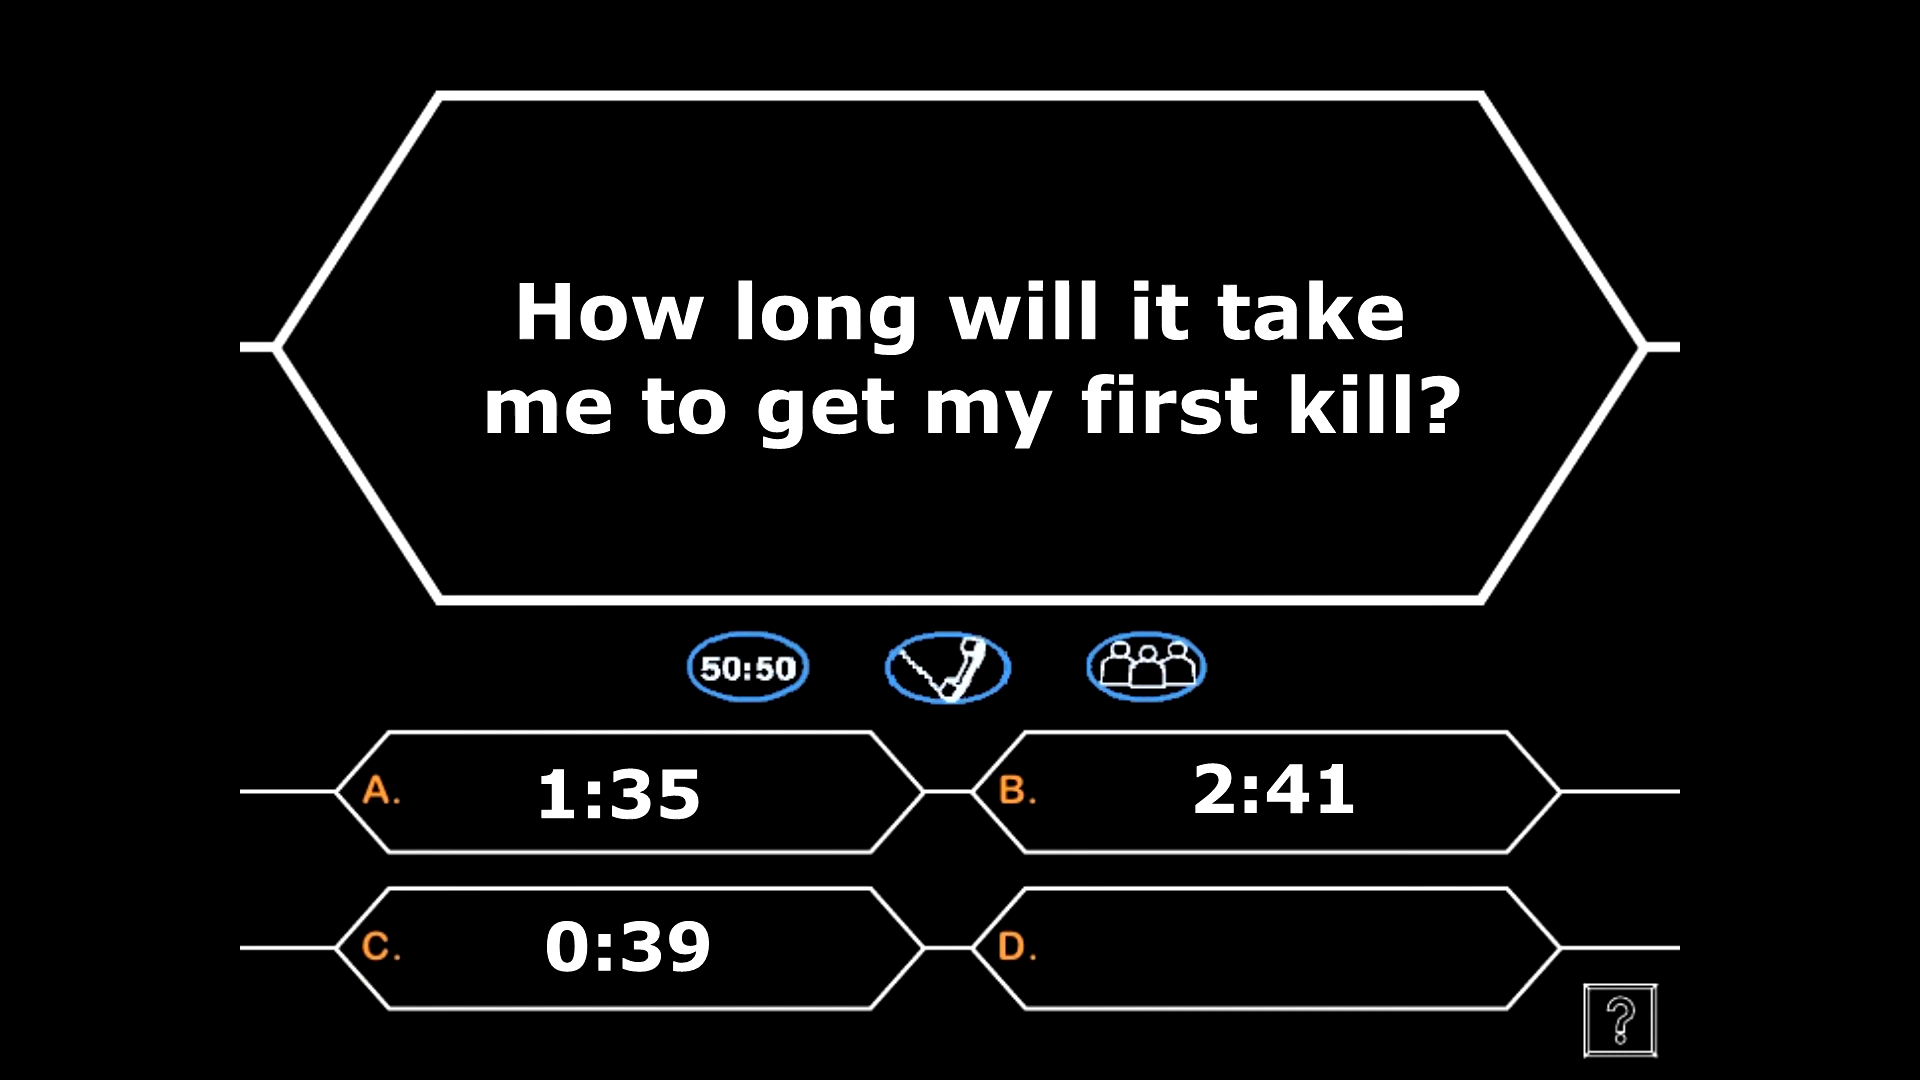 How long will it take
me to get my first kill?
50:50
A. 1:35
B. 2:41
C. 0:39
D.
?